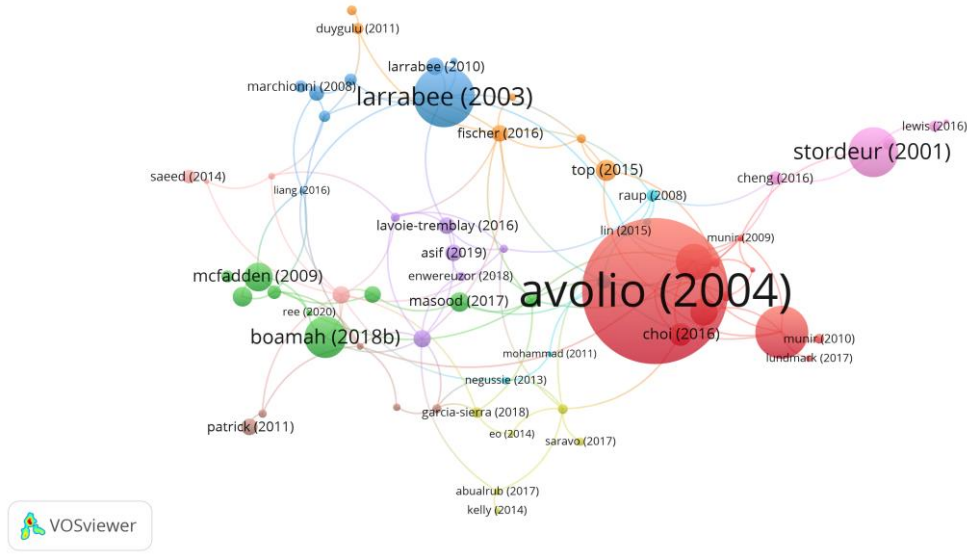 duygulu (2011)
larrabee (2010)
marchionni (2008)
larrabee (2003)
lewis (2016)
fischer (2016)
stordeur (2001)
top (2015)
saeed (2014)
cheng (2016)
liang (2016)
raup (2008)
lavoie-tremblay (2016)
lin (2015)
munir (2009)
asif (2019)
mcfadden (2009)
enwereuzor (2018)
avolio (2004)
masood (2017)
ree (2020)
boamah (2018b)
choi (2016)
munir (2010)
mohammad (2011)
lundmark (2017)
negussie (2013)
garcia-sierra (2018)
patrick (2011)
eo (2014)
saravo (2017)
abualrub (2017)
kelly (2014)
VOSviewer